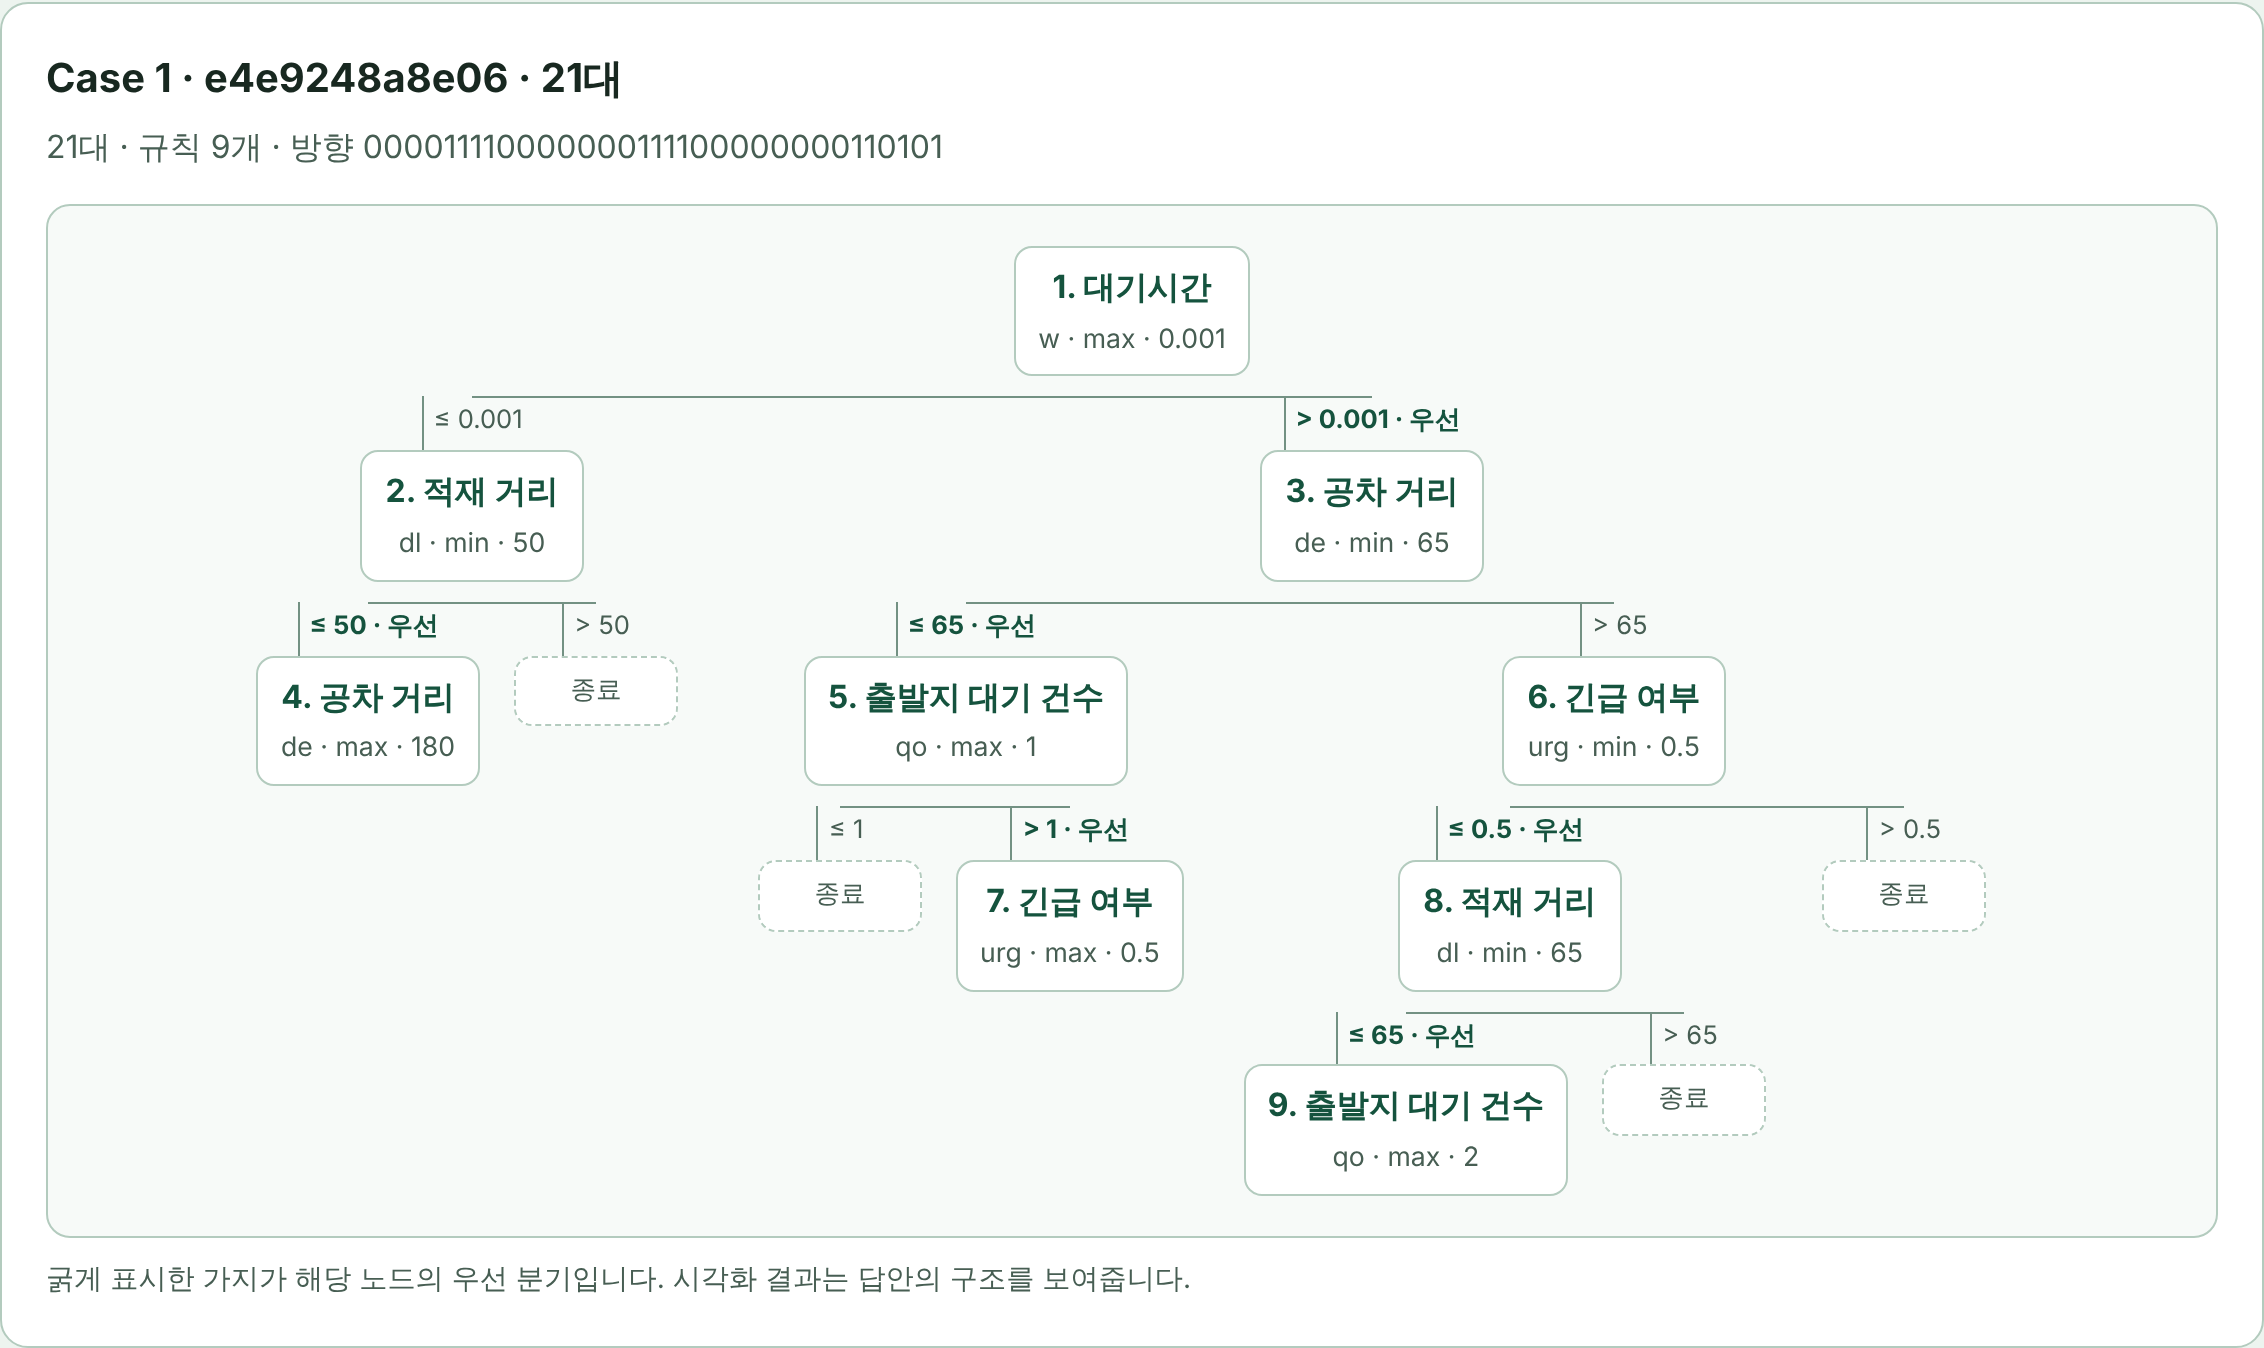 Case 1 · e4e9248a8e06 · 21대
21대 · 규칙 9개 · 방향 0000111100000001111000000000110101
1. 대기시간
w · max · 0.001
≤ 0.001
> 0.001 · 우선
2. 적재 거리
dl · min · 50
3. 공차 거리
de · min · 65
≤ 50 · 우선
> 50
≤ 65 · 우선
> 65
4. 공차 거리
de · max · 180
종료
5. 출발지 대기 건수
qo · max · 1
6. 긴급 여부
urg · min · 0.5
≤ 1
> 1 · 우선
≤ 0.5 · 우선
> 0.5
종료
7. 긴급 여부
urg · max · 0.5
8. 적재 거리
dl · min · 65
종료
≤ 65 · 우선
> 65
9. 출발지 대기 건수
qo · max · 2
종료
굵게 표시한 가지가 해당 노드의 우선 분기입니다. 시각화 결과는 답안의 구조를 보여줍니다.